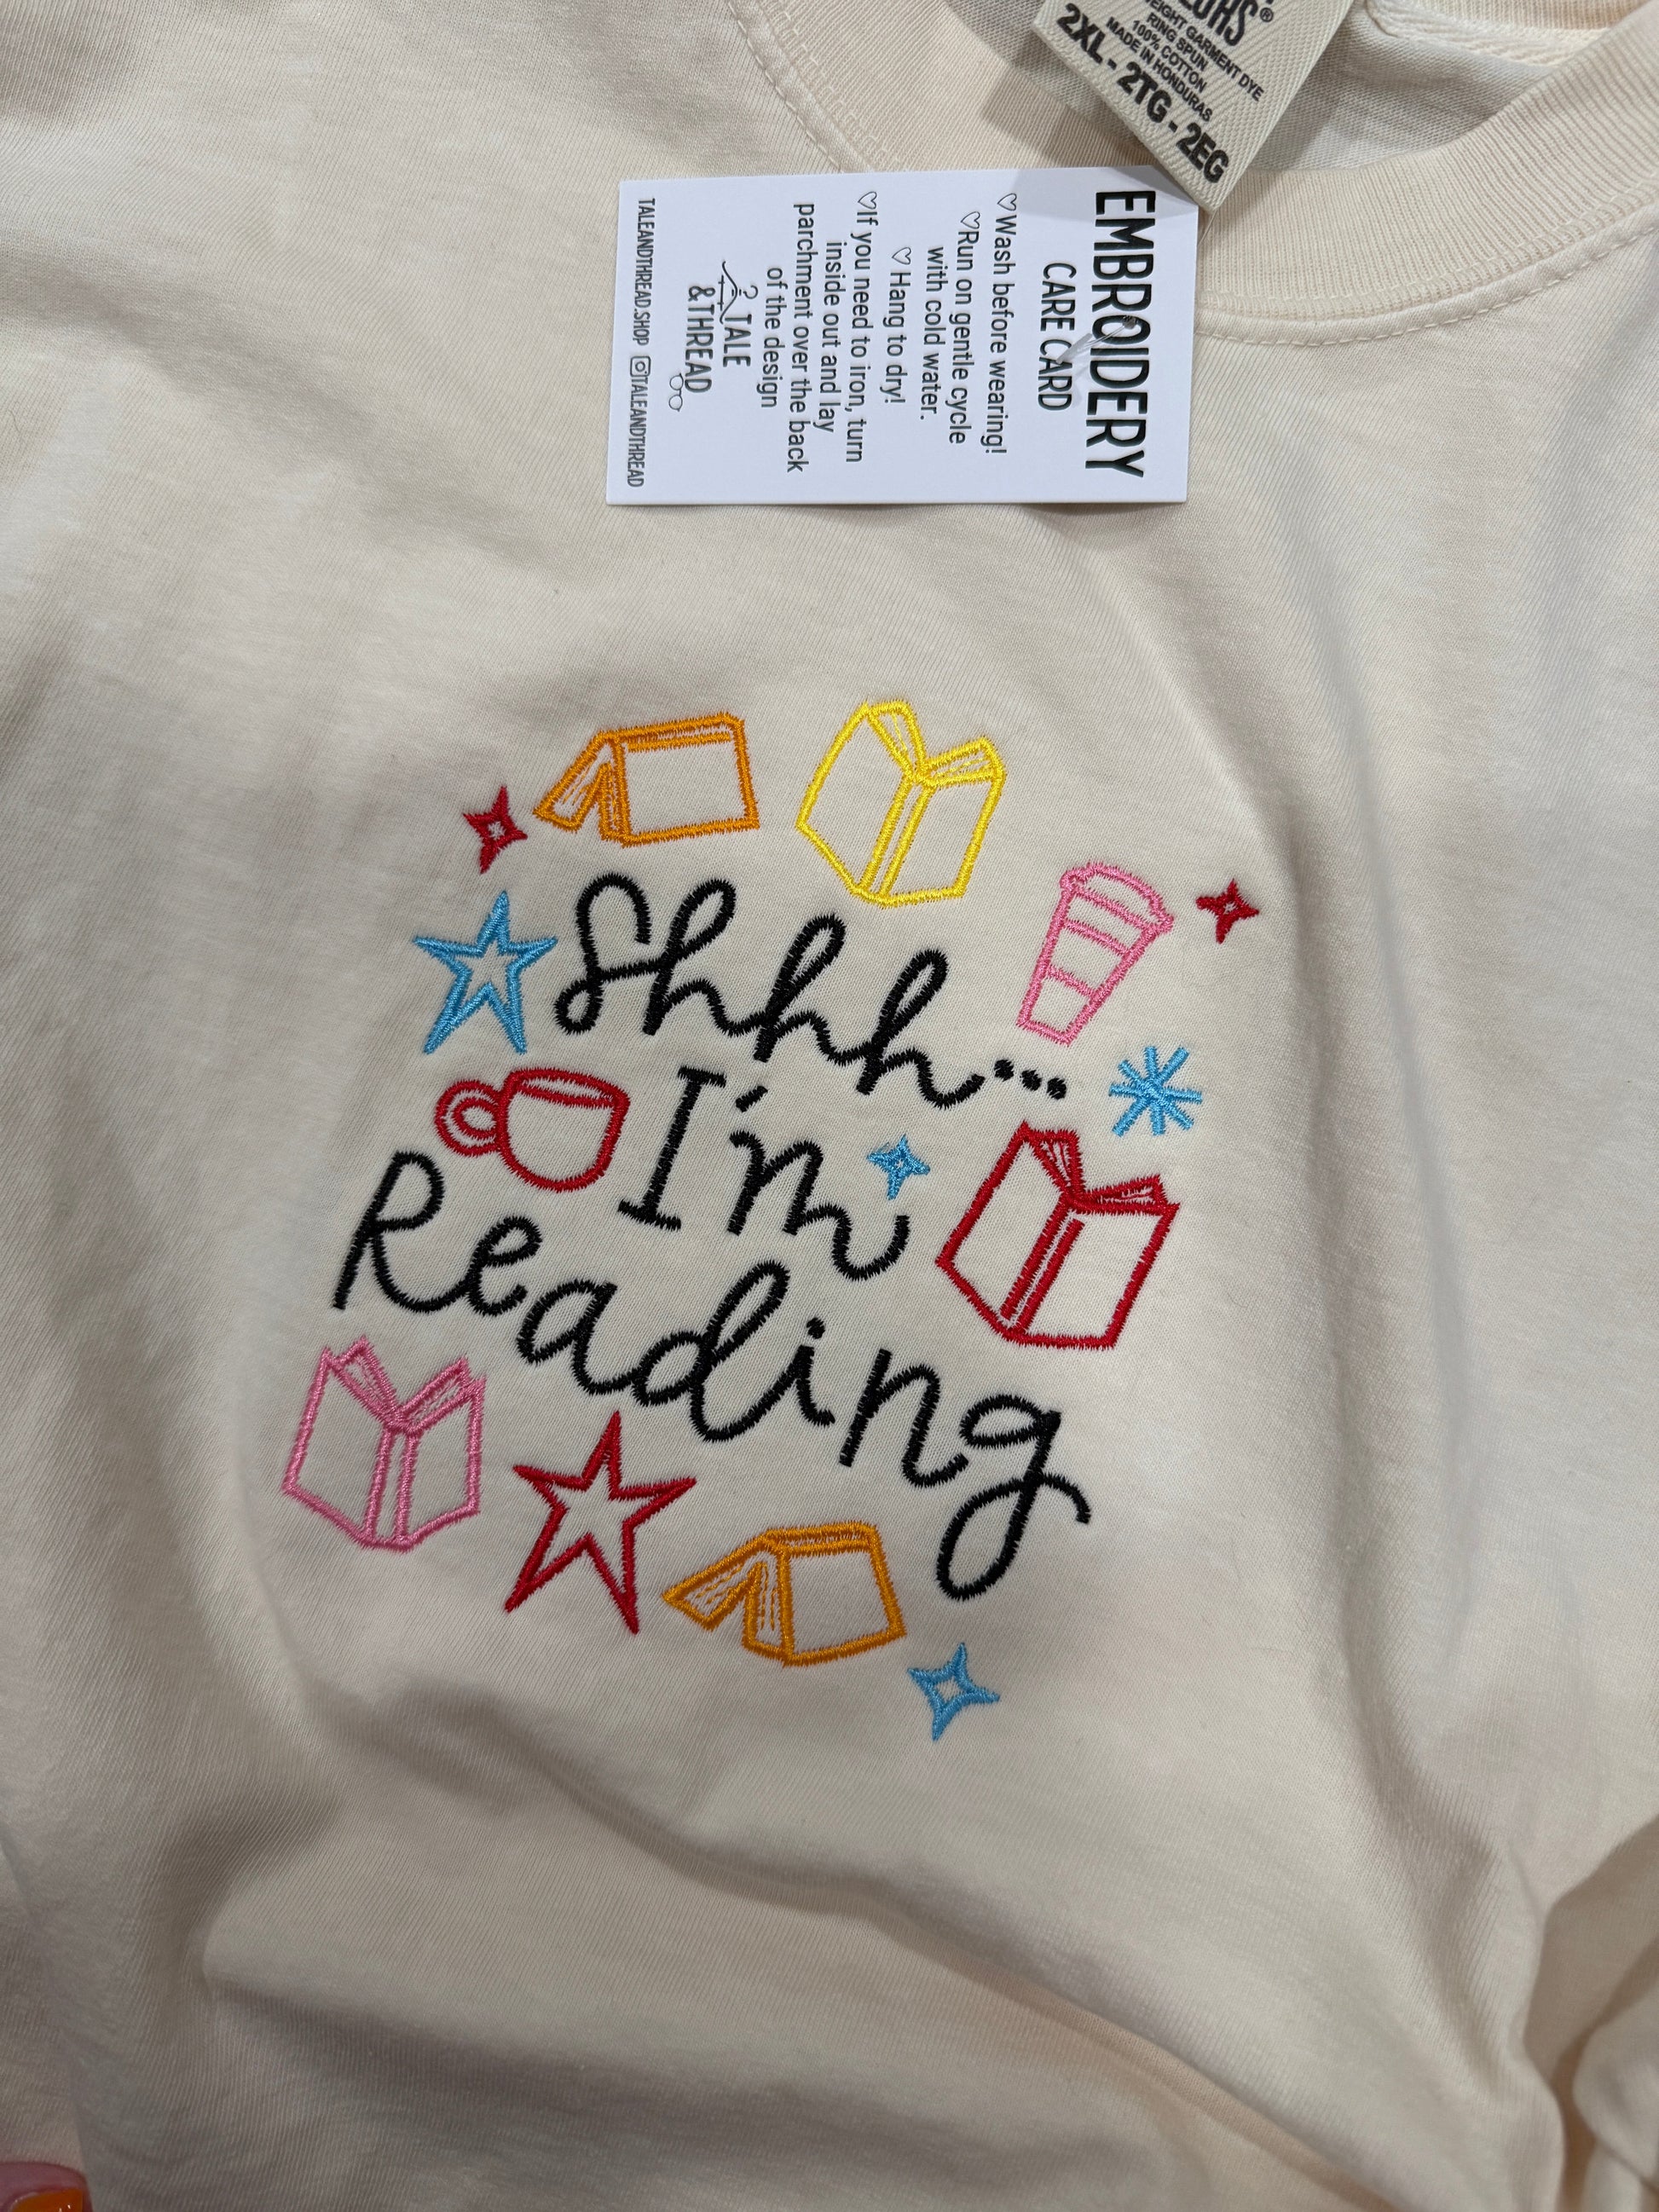 RING SPUN
100% COTTON
MADE IN HONDURAS
2XL - 2TG - 2EG
EMBROIDERY
CARE CARD
♡Wash before wearing!
♡Run on gentle cycle
with cold water.
♡ Hang to dry!
♡If you need to iron, turn
inside out and lay
parchment over the back
of the design
TALE
&THREAD
TALEANDTHREAD.SHOP TALEANDTHREAD
Shhh...
I'm
Reading